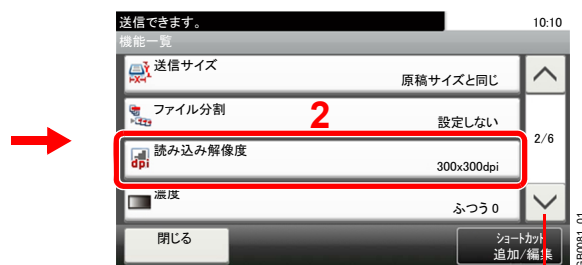 送信できます。 10:10
機能一覧
送信サイズ
原稿サイズと同じ
ファイル分割
2
設定しない
2/6
読み込み解像度
dpi
300x300dpi
濃度
ふつう 0
閉じる
ショートカット
追加/編集